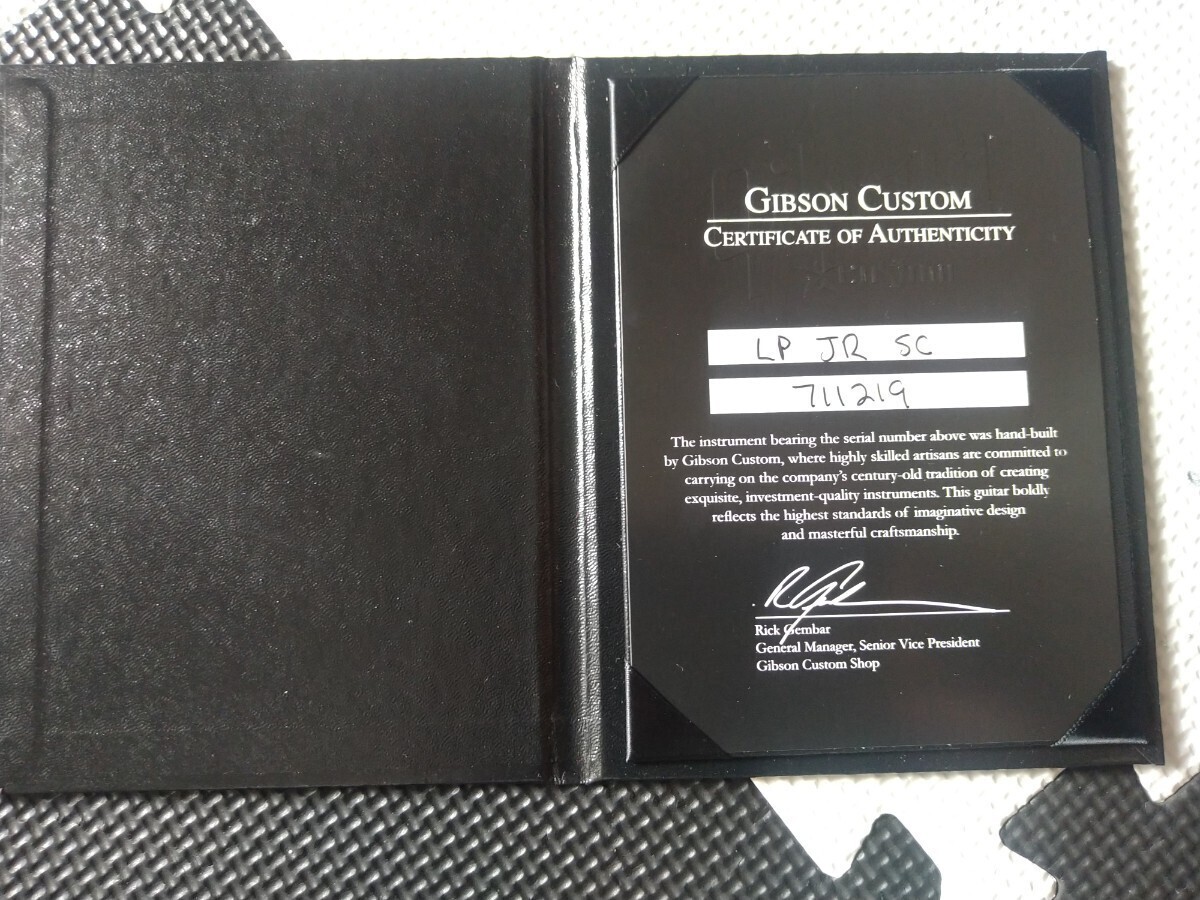 GIBSON CUSTOM
CERTIFICATE OF AUTHENTICITY
LP JR SC
711219
The instrument bearing the serial number above was hand-built
by Gibson Custom, where highly skilled artisans are committed to
carrying on the company's century-old tradition of creating
exquisite, investment-quality instruments. This guitar boldly
reflects the highest standards of imaginative design
and masterful craftsmanship.
Rick Gembar
General Manager, Senior Vice President
Gibson Custom Shop